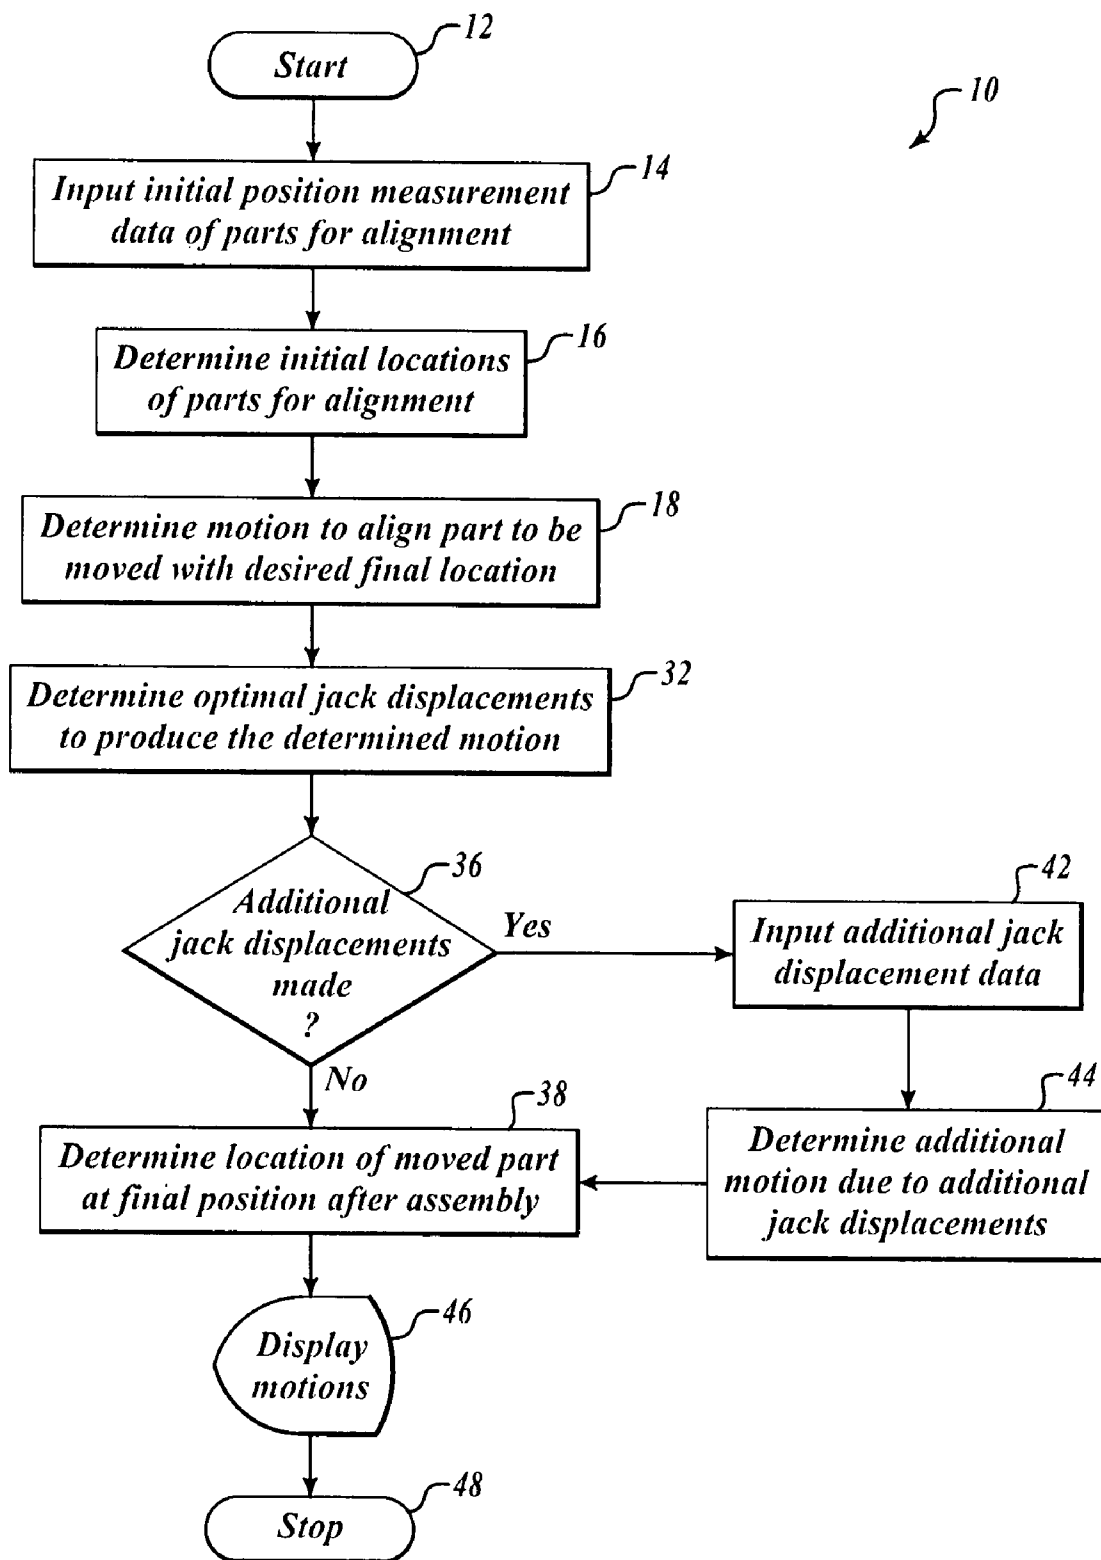 12
Start
10
14
Input initial position measurement
data of parts for alignment
16
Determine initial locations
of parts for alignment
18
Determine motion to align part to be
moved with desired final location
32
Determine optimal jack displacements
to produce the determined motion
36
Additional
jack displacements
made
?
Yes
42
Input additional jack
displacement data
No
38
Determine location of moved part
at final position after assembly
44
Determine additional
motion due to additional
jack displacements
46
Display
motions
48
Stop